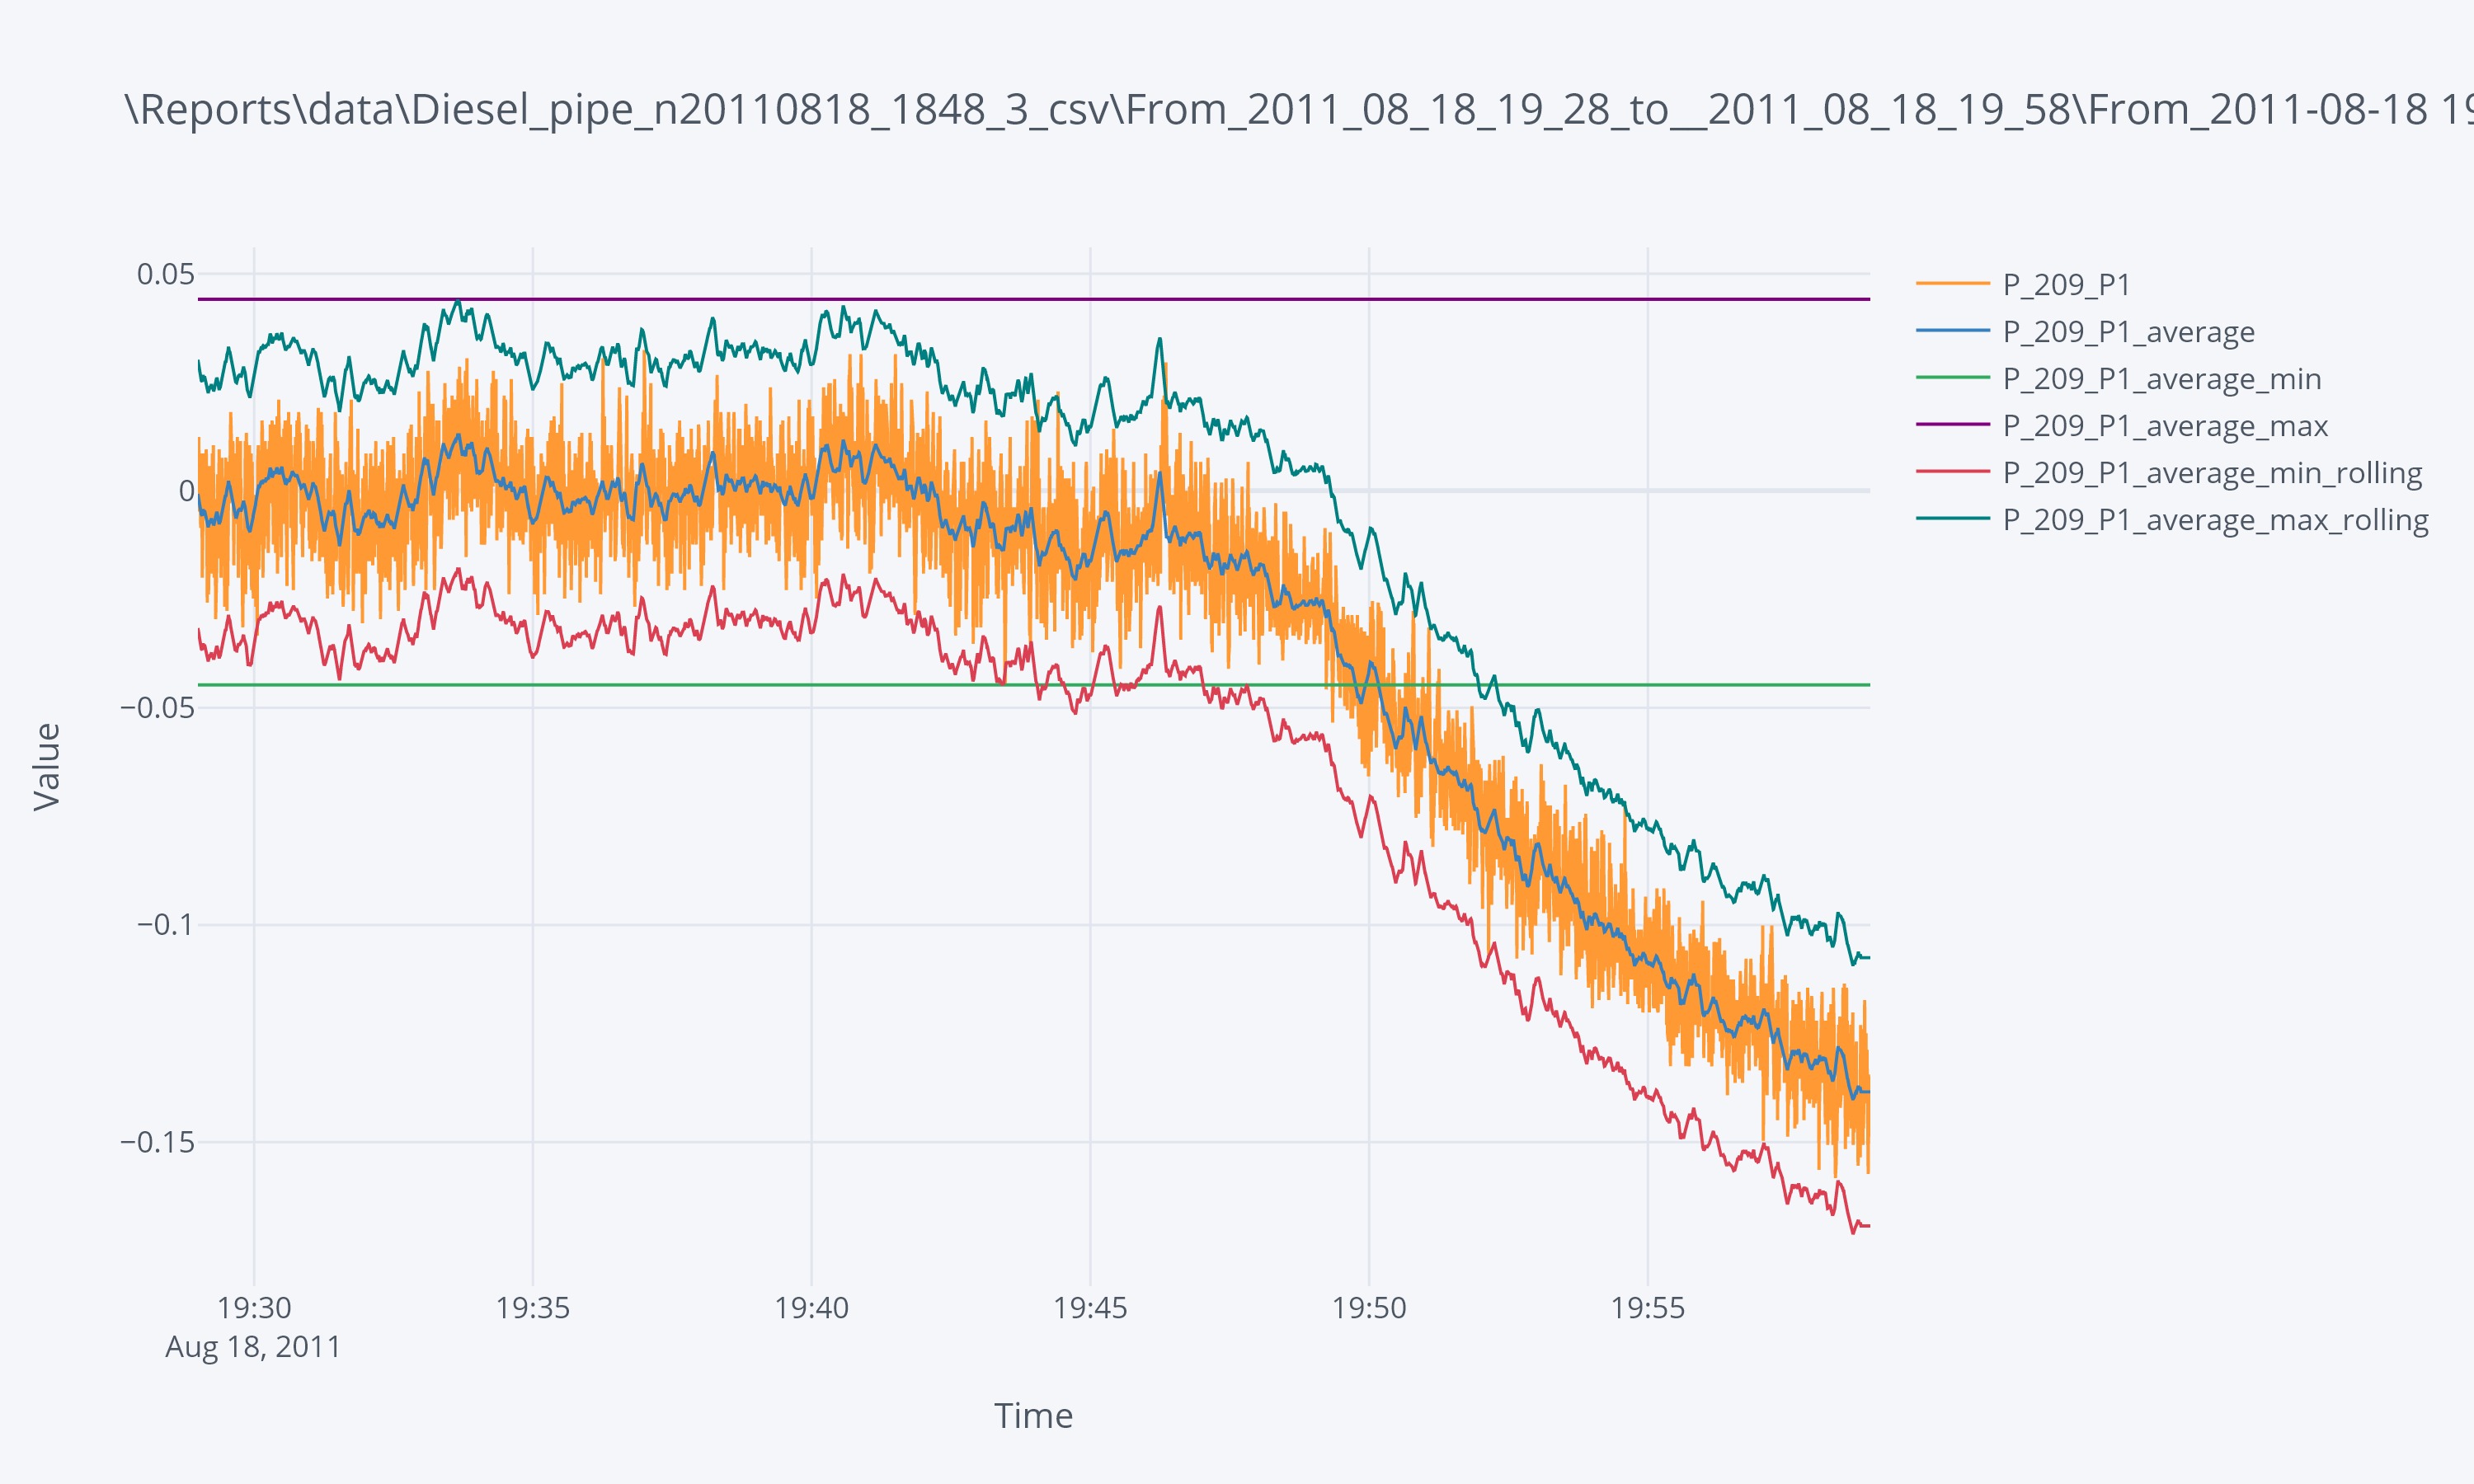 \Reports\data\Diesel_pipe_n20110818_1848_3_csv\From_2011_08_18_19_28_to__2011_08_18_19_58\From_2011-08-18 19
0.05
0
−0.05
−0.1
−0.15
Value
19:30
19:35
19:40
19:45
19:50
19:55
Aug 18, 2011
Time
P_209_P1
P_209_P1_average
P_209_P1_average_min
P_209_P1_average_max
P_209_P1_average_min_rolling
P_209_P1_average_max_rolling